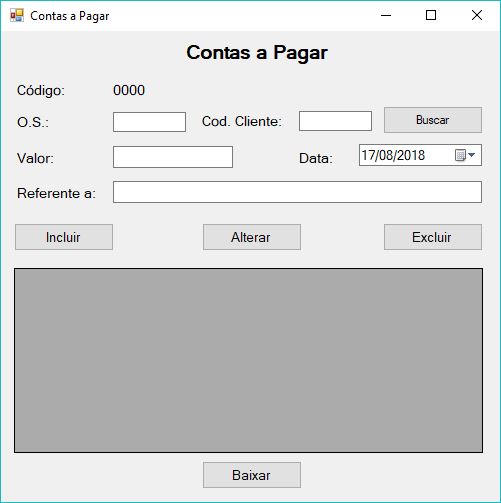 Contas a Pagar
Contas a Pagar
Código: 0000
O.S.: Cod. Cliente: Buscar
Valor: Data: 17/08/2018
Referente a:
Incluir Alterar Excluir
Baixar